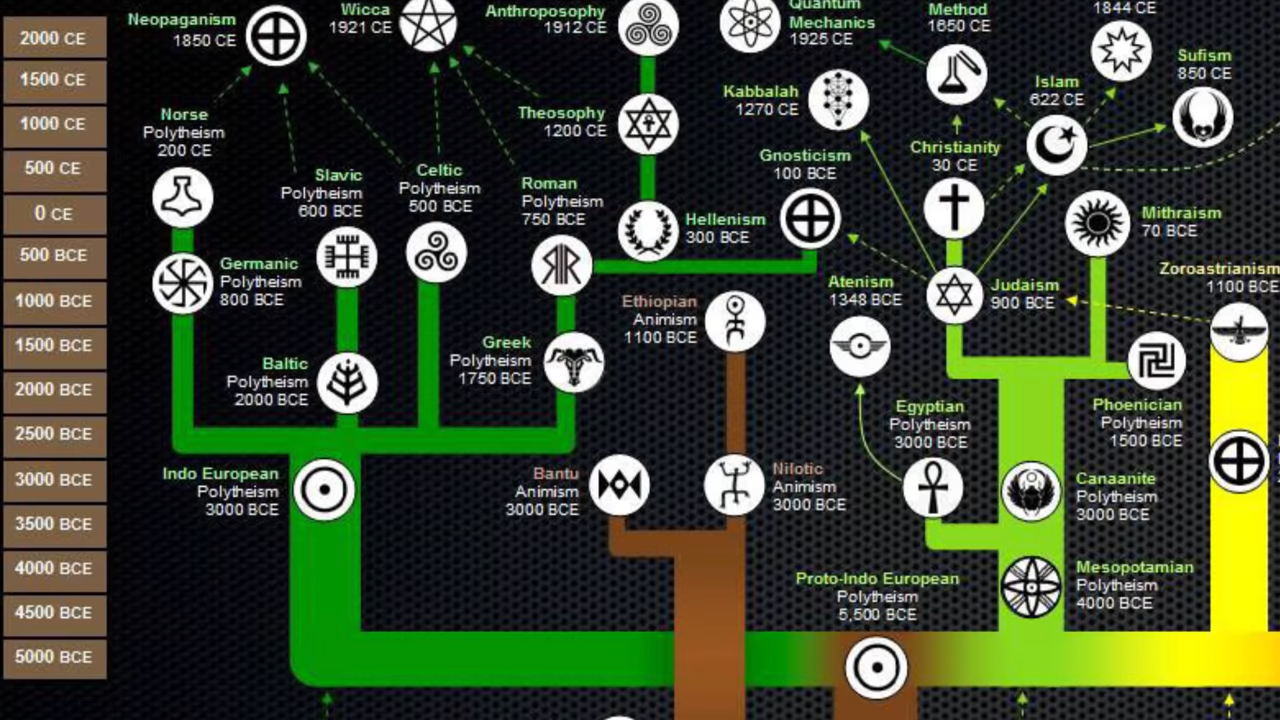 2000 CE
1500 CE
1000 CE
500 CE
0 CE
500 BCE
1000 BCE
1500 BCE
2000 BCE
2500 BCE
3000 BCE
3500 BCE
4000 BCE
4500 BCE
5000 BCE
Neopaganism
1850 CE
Wicca
1921 CE
Anthroposophy
1912 CE
Quantum
Mechanics
1925 CE
Method
1650 CE
1844 CE
Sufism
850 CE
Islam
622 CE
Kabbalah
1270 CE
Theosophy
1200 CE
Norse
Polytheism
200 CE
Christianity
30 CE
Gnosticism
100 BCE
Slavic
Polytheism
600 BCE
Celtic
Polytheism
500 BCE
Roman
Polytheism
750 BCE
Hellenism
300 BCE
Mithraism
70 BCE
Germanic
Polytheism
800 BCE
Zoroastrianism
1100 BCE
Atenism
1348 BCE
Judaism
900 BCE
Ethiopian
Animism
1100 BCE
Greek
Polytheism
1750 BCE
Baltic
Polytheism
2000 BCE
Egyptian
Polytheism
3000 BCE
Phoenician
Polytheism
1500 BCE
Indo European
Polytheism
3000 BCE
Bantu
Animism
3000 BCE
Nilotic
Animism
3000 BCE
Canaanite
Polytheism
3000 BCE
Mesopotamian
Polytheism
4000 BCE
Proto-Indo European
Polytheism
5,500 BCE